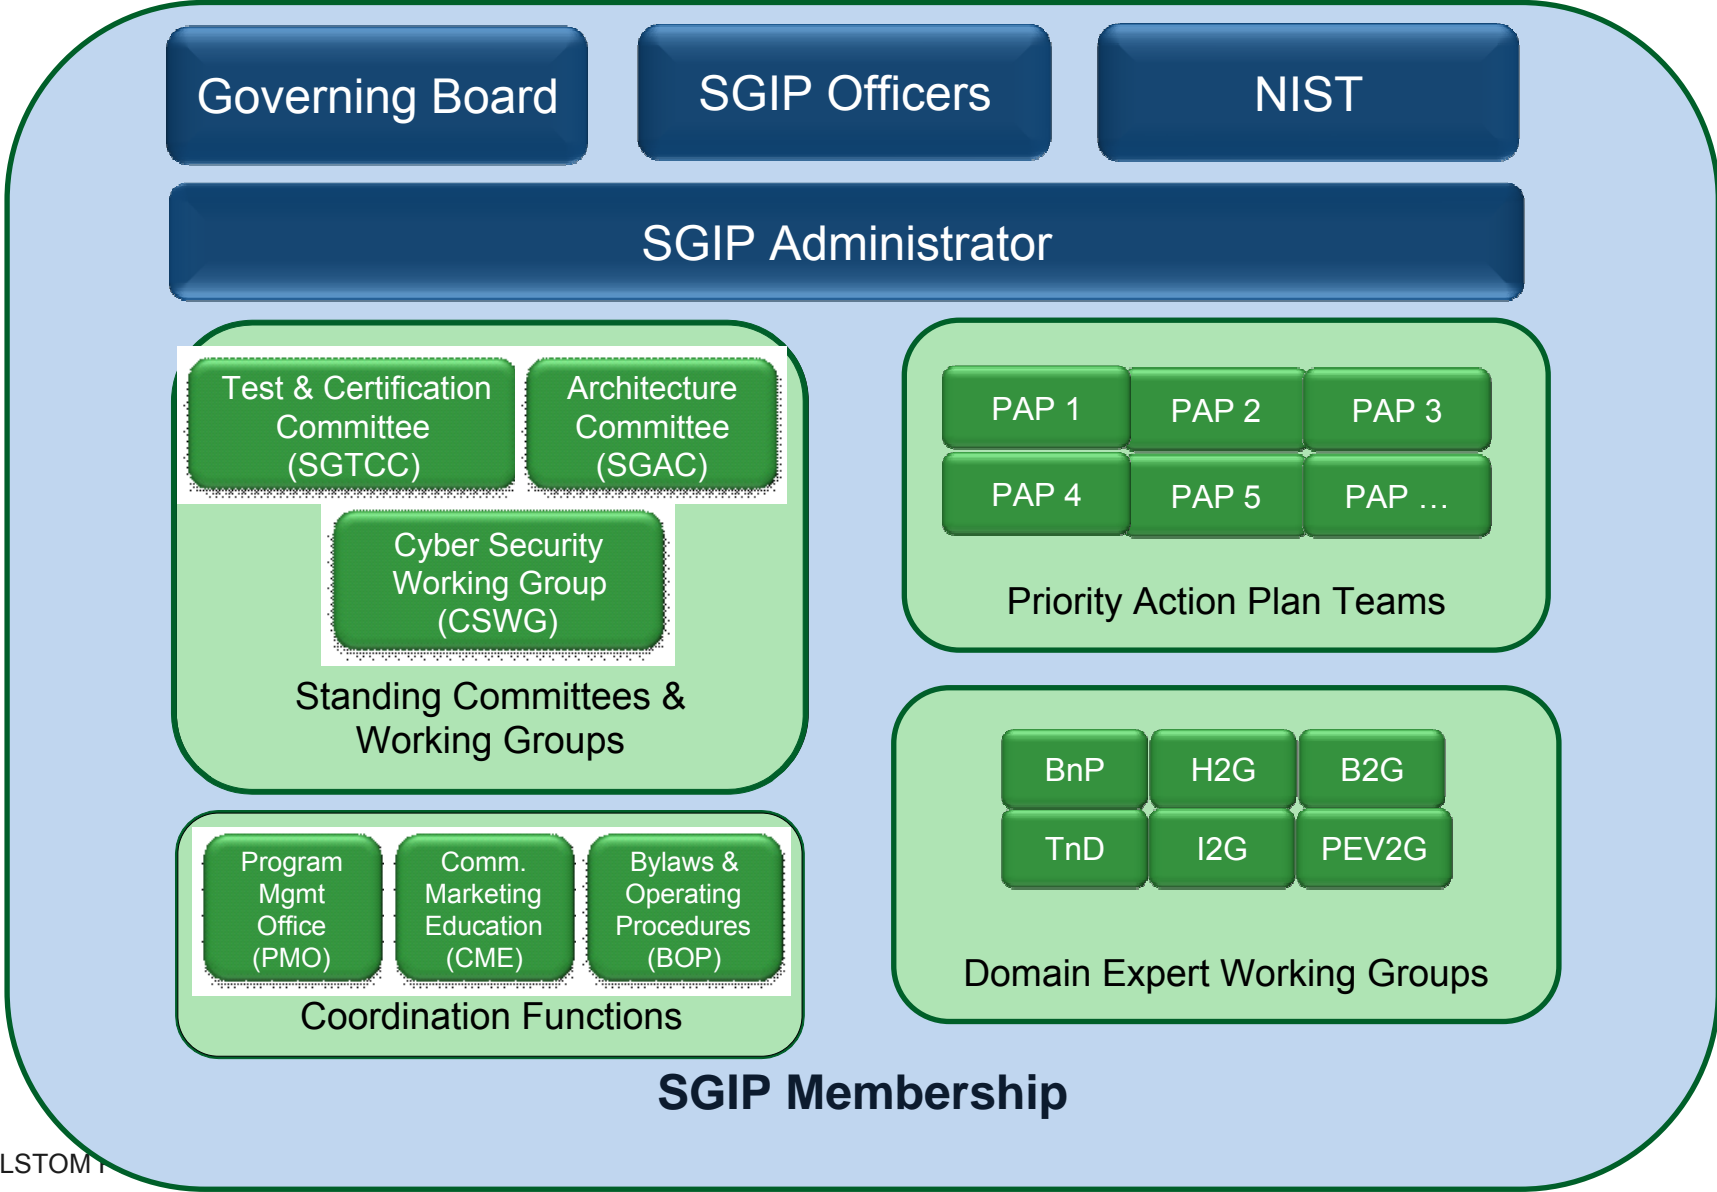 Governing Board
SGIP Officers
NIST
SGIP Administrator
Test & Certification
Committee
(SGTCC)
Architecture
Committee
(SGAC)
Cyber Security
Working Group
(CSWG)
Standing Committees &
Working Groups
PAP 1
PAP 2
PAP 3
PAP 4
PAP 5
PAP …
Priority Action Plan Teams
BnP
H2G
B2G
TnD
I2G
PEV2G
Domain Expert Working Groups
Program
Mgmt
Office
(PMO)
Comm.
Marketing
Education
(CME)
Bylaws &
Operating
Procedures
(BOP)
Coordination Functions
SGIP Membership
LSTOM